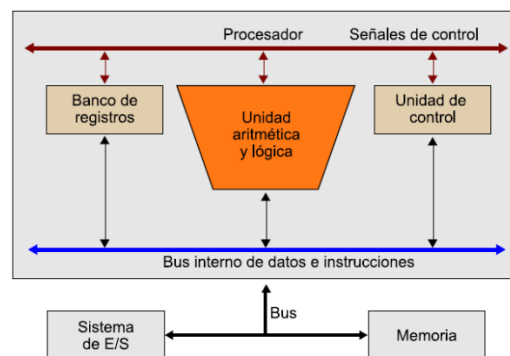 Procesador
Señales de control
Banco de
registros
Unidad
aritmética
y lógica
Unidad de
control
Bus interno de datos e instrucciones
Bus
Sistema
de E/S
Memoria